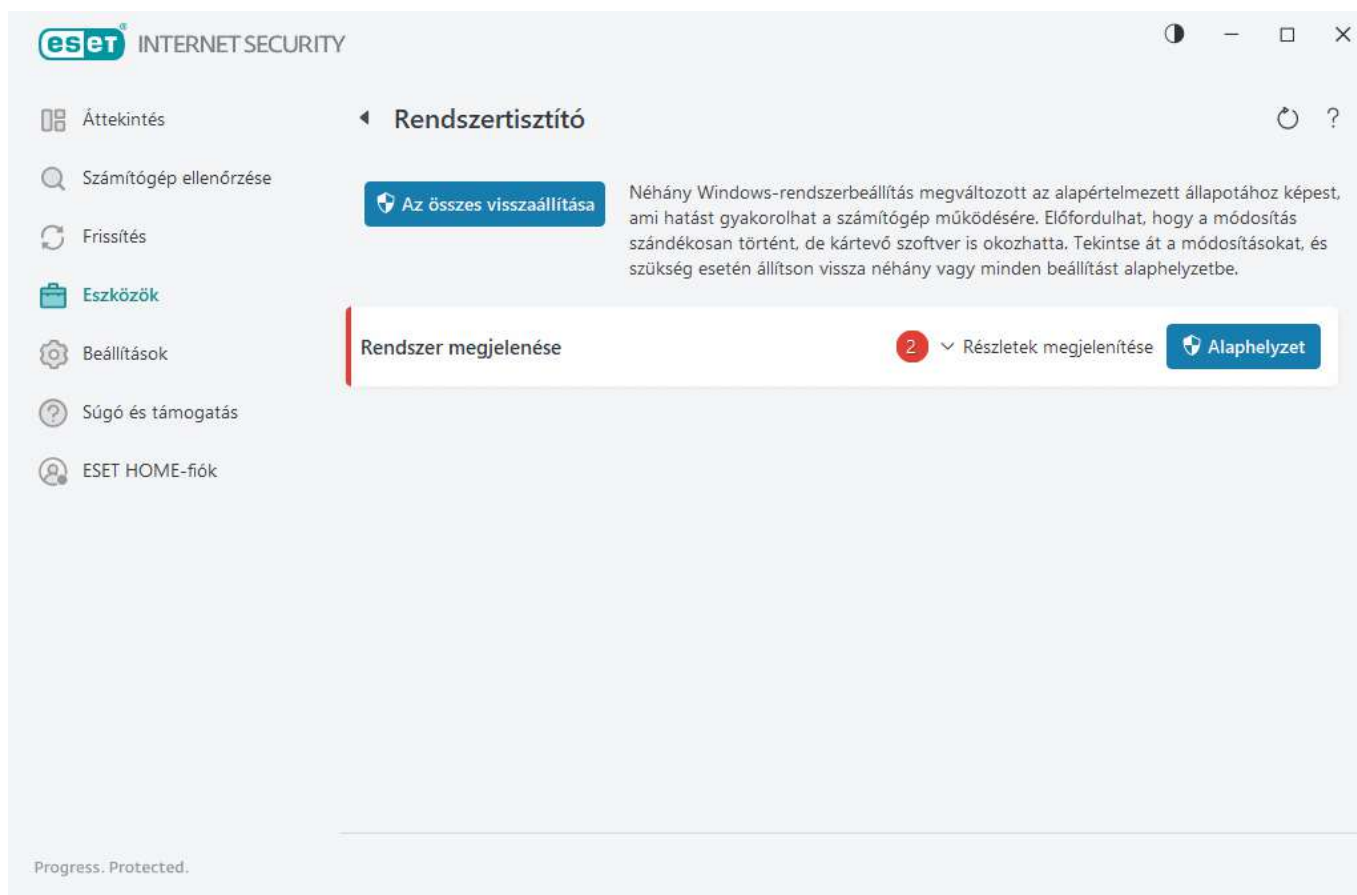 eset INTERNET SECURITY
Áttekintés
Számítógép ellenőrzése
Frissítés
Eszközök
Beállítások
Súgó és támogatás
ESET HOME-fiók
Rendszertisztító
?
Az összes visszaállítása
Néhány Windows-rendszerbeállítás megváltozott az alapértelmezett állapotához képest,
ami hatást gyakorolhat a számítógép működésére. Előfordulhat, hogy a módosítás
szándékosan történt, de kártevő szoftver is okozhatta. Tekintse át a módosításokat, és
szükség esetén állítson vissza néhány vagy minden beállítást alaphelyzetbe.
Rendszer megjelenése
2 Részletek megjelenítése
Alaphelyzet
Progress. Protected.